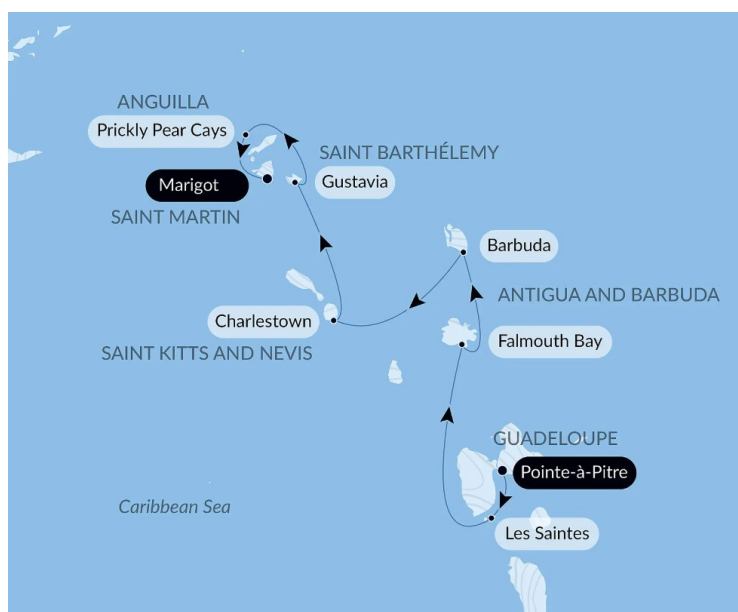 ANGUILLA
Prickly Pear Cays
SAINT BARTHÉLEMY
Marigot
Gustavia
SAINT MARTIN
Barbuda
ANTIGUA AND BARBUDA
Charlestown
Falmouth Bay
SAINT KITTS AND NEVIS
GUADELOUPE
Pointe-à-Pitre
Caribbean Sea
Les Saintes